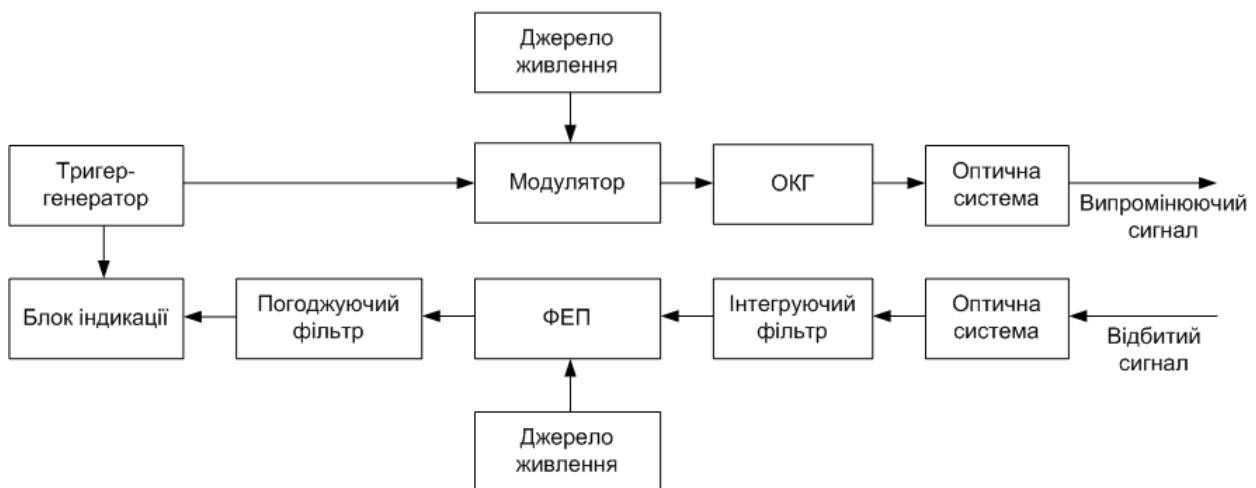 Джерело
живлення
Тригер-
генератор
Модулятор
ОКГ
Оптична
система
Випромінюючий
сигнал
Блок індикації
Погоджуючий
фільтр
ФЕП
Інтегруючий
фільтр
Оптична
система
Відбитий
сигнал
Джерело
живлення